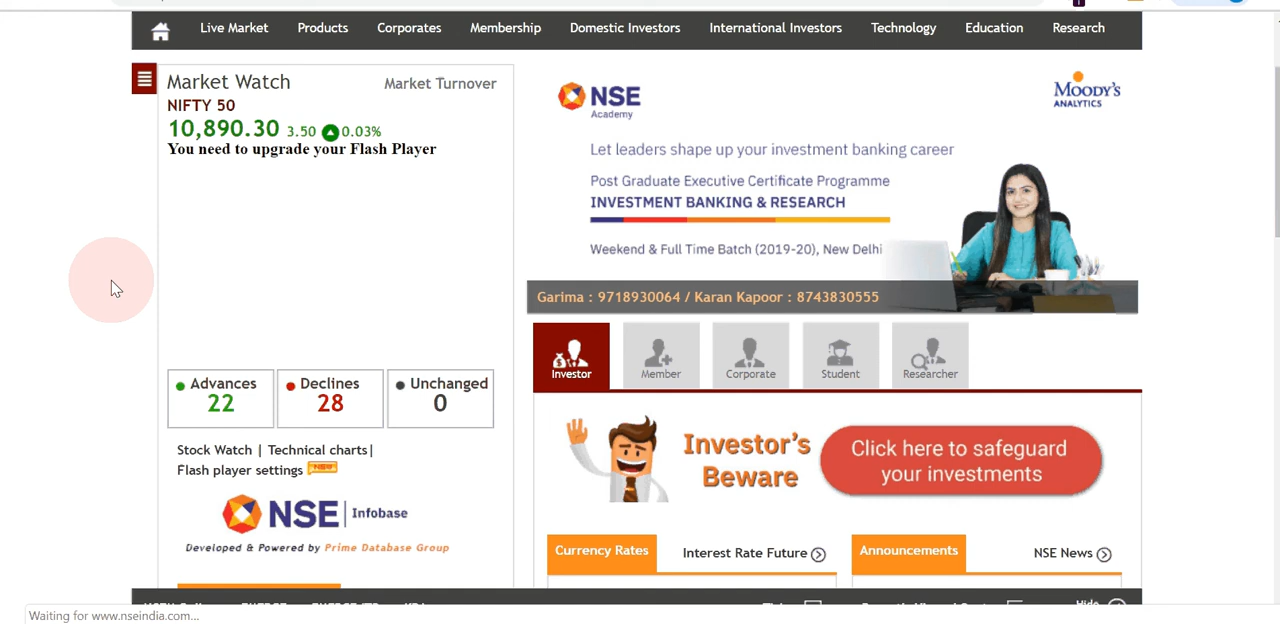 Live Market Products Corporates Membership Domestic Investors International Investors Technology Education Research
Market Watch Market Turnover
NIFTY 50
10,890.30 3.50 0.03%
You need to upgrade your Flash Player
Advances
22
Declines
28
Unchanged
0
Stock Watch | Technical charts|
Flash player settings NEW
NSE Infobase
Developed & Powered by Prime Database Group
NSE
Academy
MOODY'S
ANALYTICS
Let leaders shape up your investment banking career
Post Graduate Executive Certificate Programme
INVESTMENT BANKING & RESEARCH
Weekend & Full Time Batch (2019-20), New Delhi
Garima : 9718930064 / Karan Kapoor : 8743830555
Investor Member Corporate Student Researcher
Investor's
Beware
Click here to safeguard
your investments
Currency Rates Interest Rate Future
Announcements NSE News
Hide
Waiting for www.nseindia.com...